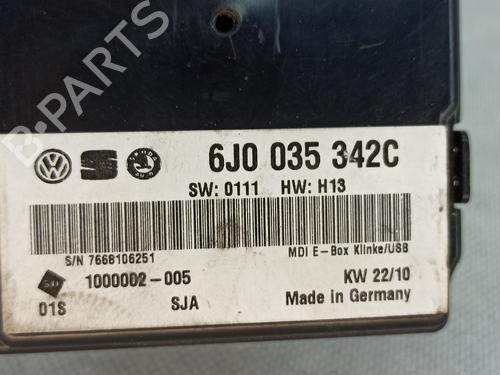 B-PARTS
6J0 035 342C
SW: 0111 HW: H13
S/N 7668106251
MDI E-Box Klinke/USB
1000002-005
KW 22/10
01S
SJA
Made in Germany